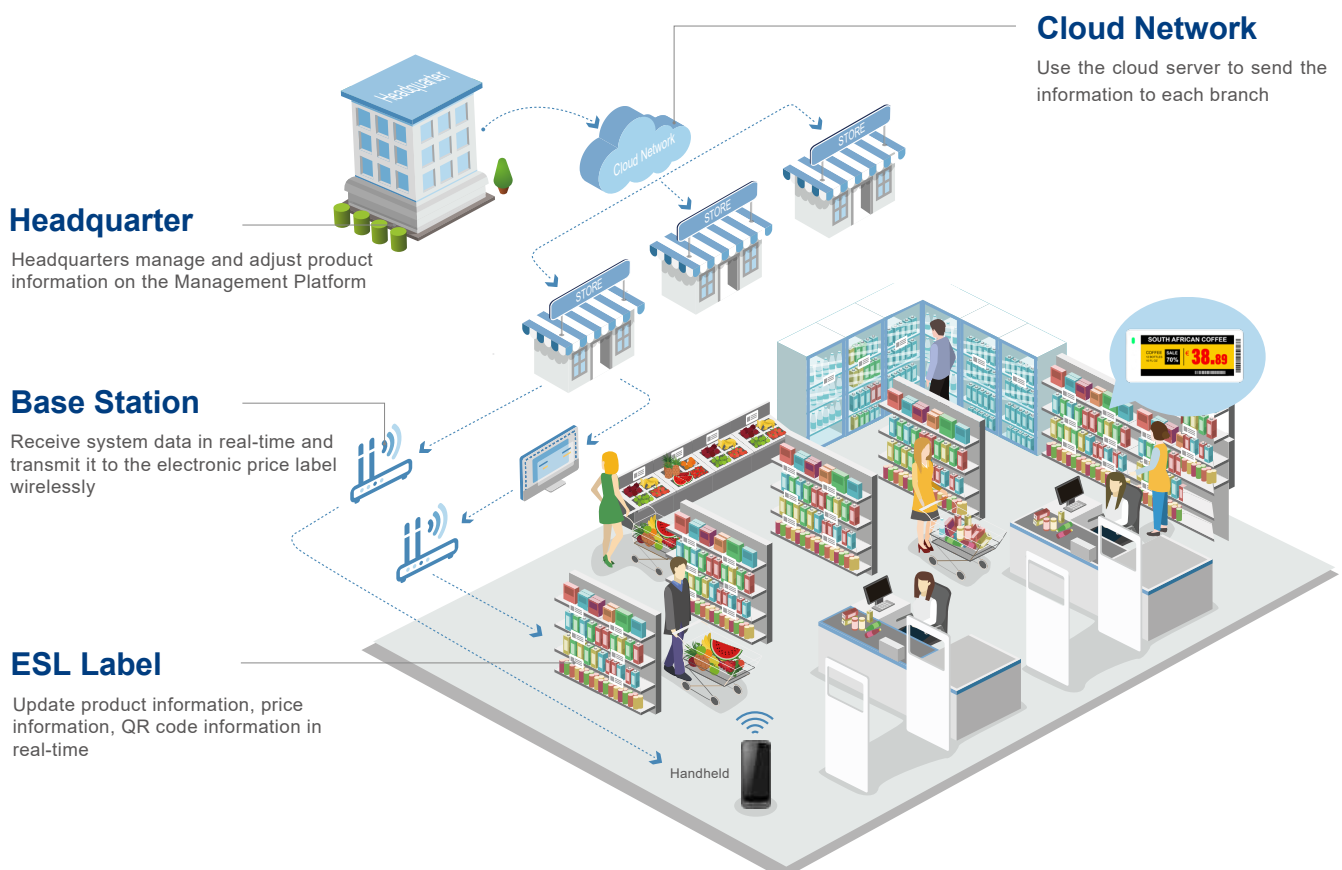 Cloud Network
Use the cloud server to send the
information to each branch
Headquarter
Cloud Network
STORE
STORE
STORE
Headquarter
Headquarters manage and adjust product
information on the Management Platform
SOUTH AFRICAN COFFEE
COFFEE
SALE
70%
€ 38.89
Base Station
Receive system data in real-time and
transmit it to the electronic price label
wirelessly
ESL Label
Update product information, price
information, QR code information in
real-time
Handheld